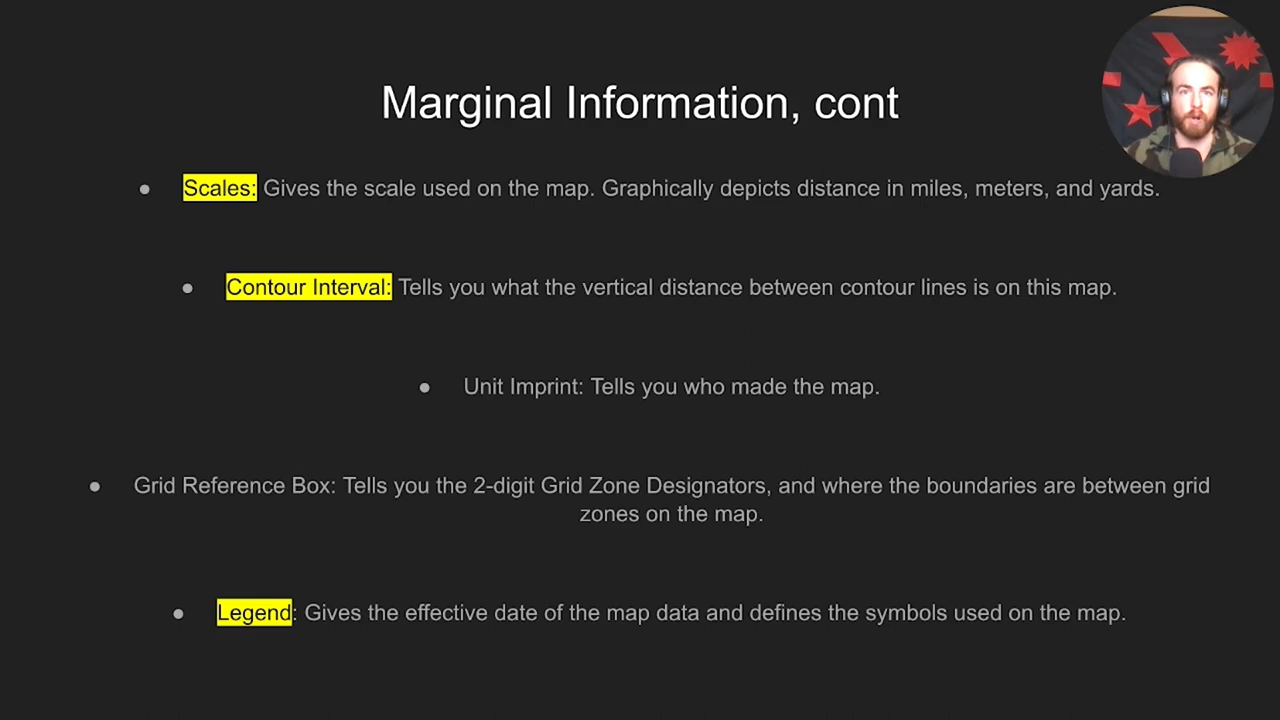 Marginal Information, cont
● Scales: Gives the scale used on the map. Graphically depicts distance in miles, meters, and yards.
● Contour Interval: Tells you what the vertical distance between contour lines is on this map.
● Unit Imprint: Tells you who made the map.
● Grid Reference Box: Tells you the 2-digit Grid Zone Designators, and where the boundaries are between grid
zones on the map.
● Legend: Gives the effective date of the map data and defines the symbols used on the map.